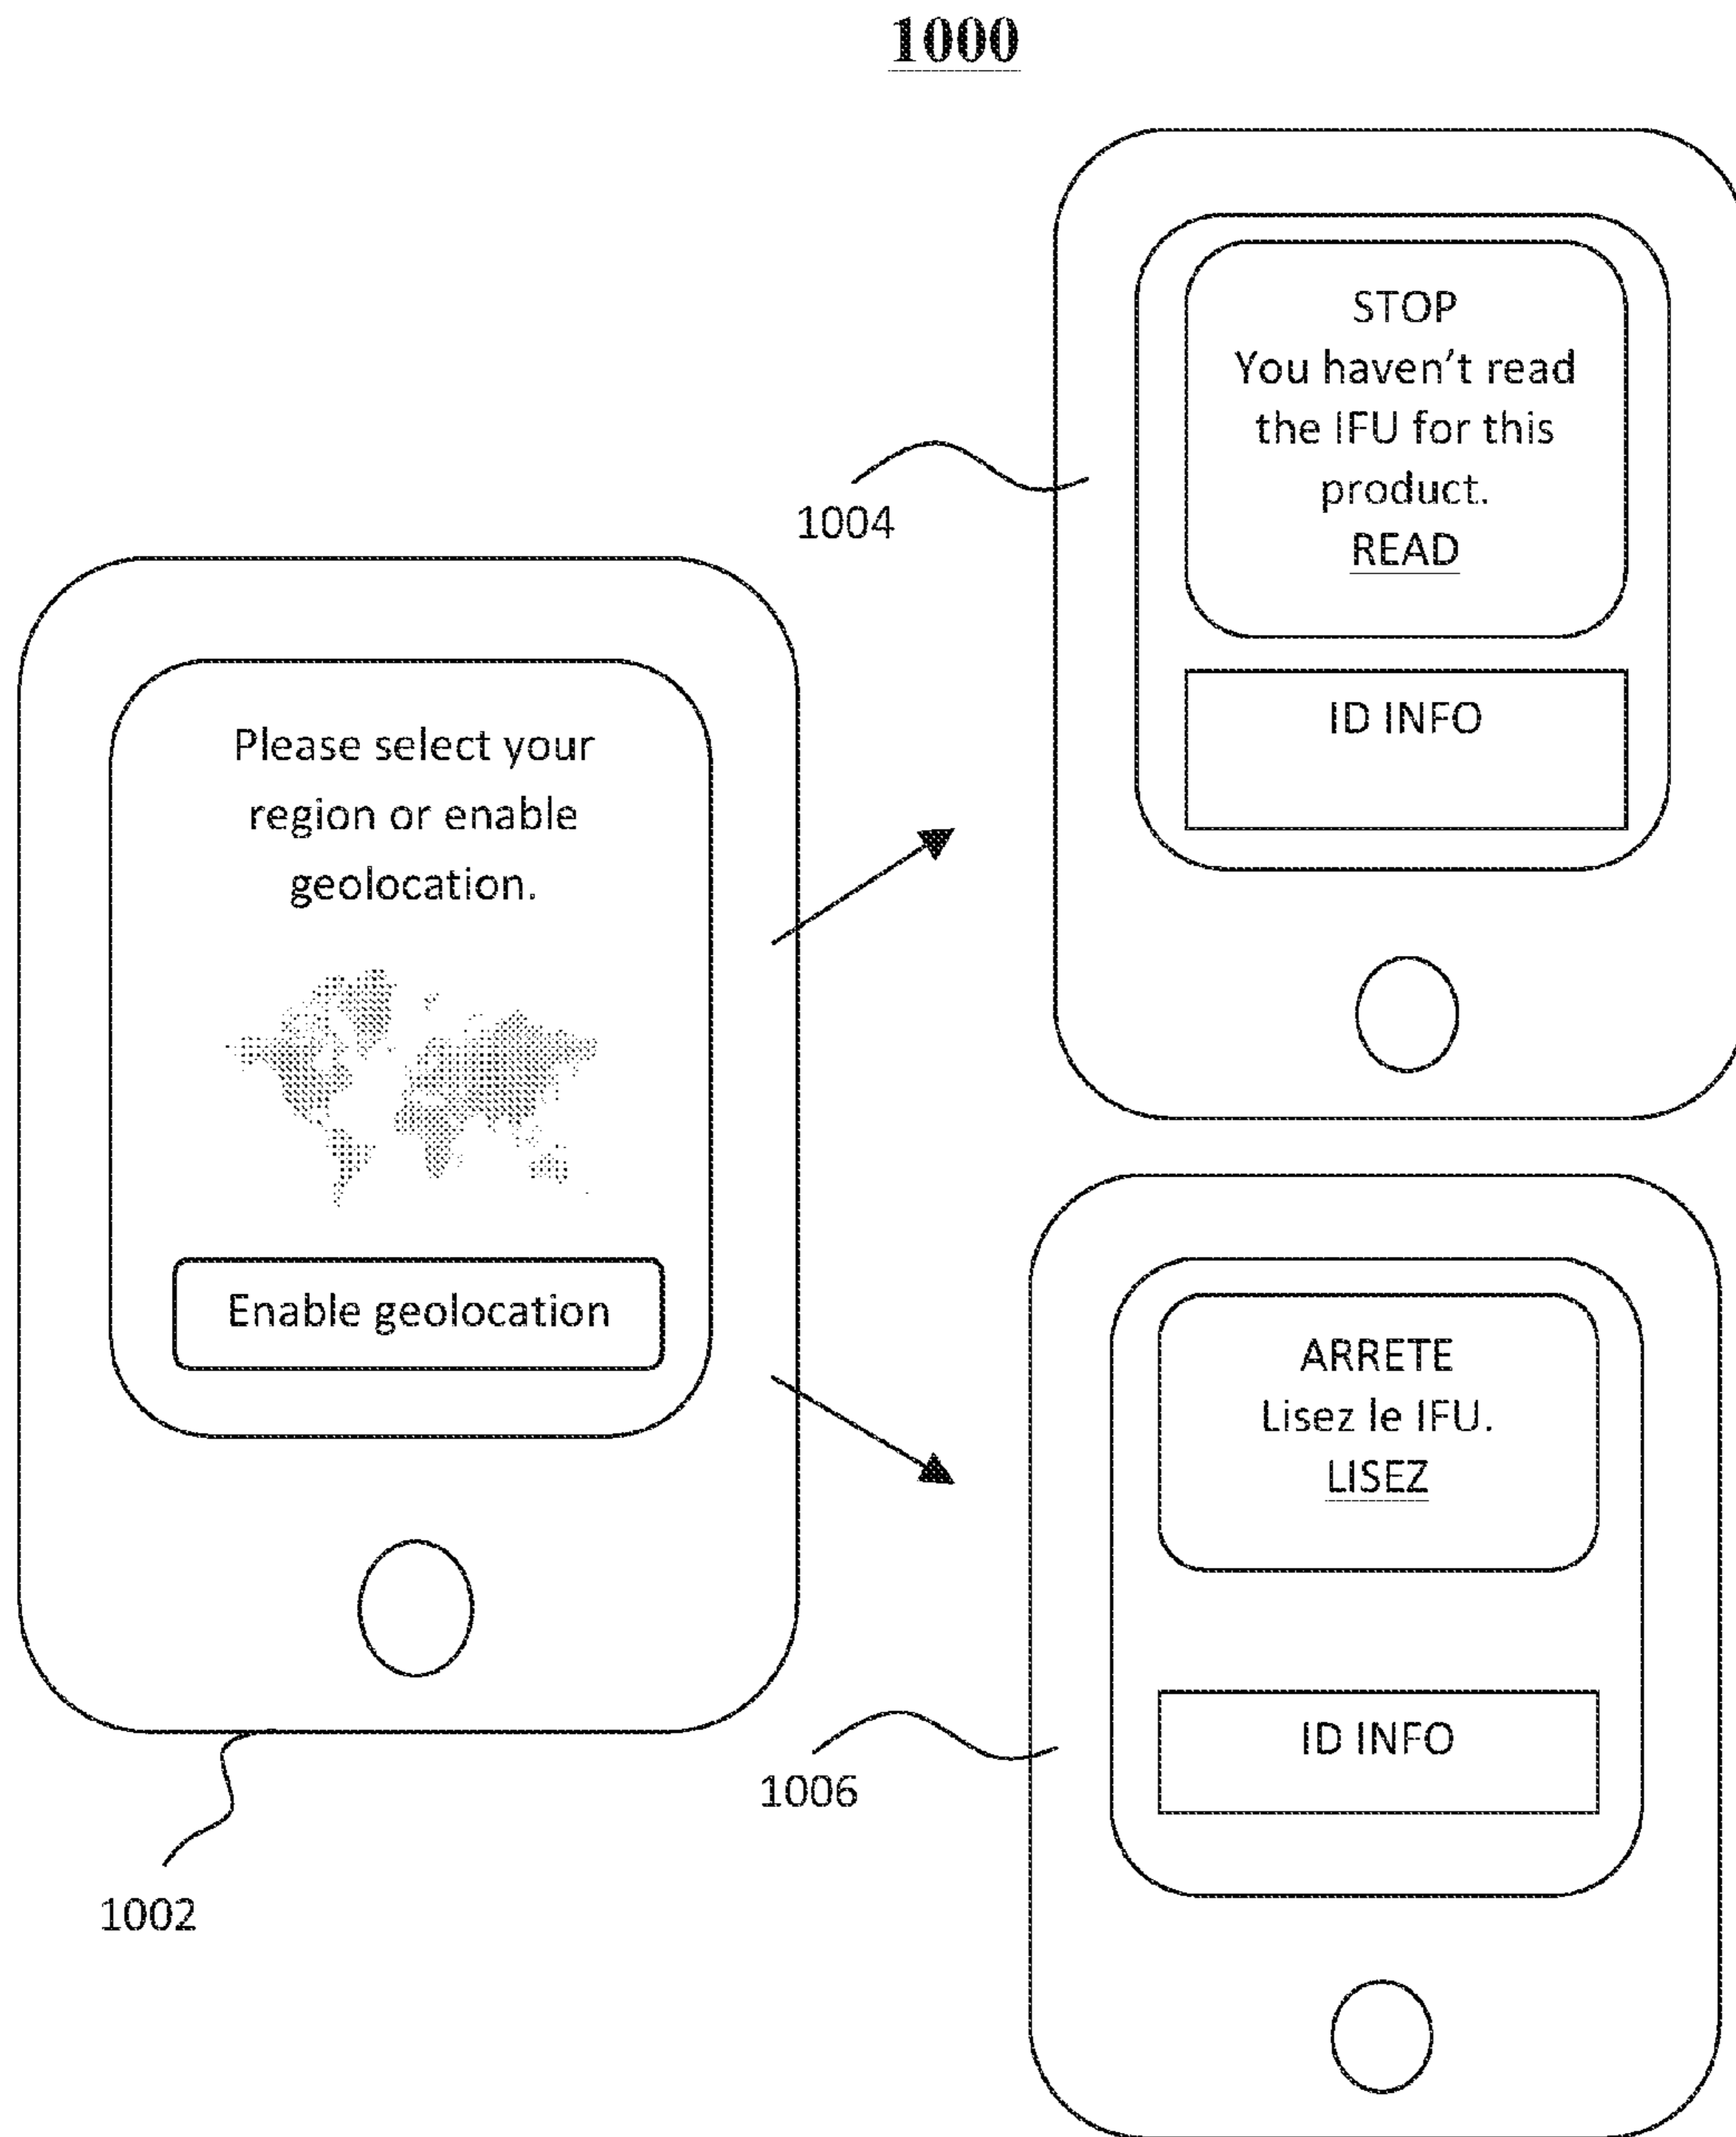 1000
Please select your
region or enable
geolocation.
Enable geolocation
1002
STOP
You haven't read
the IFU for this
product.
READ
ID INFO
1004
ARRETE
Lisez le IFU.
LISEZ
ID INFO
1006